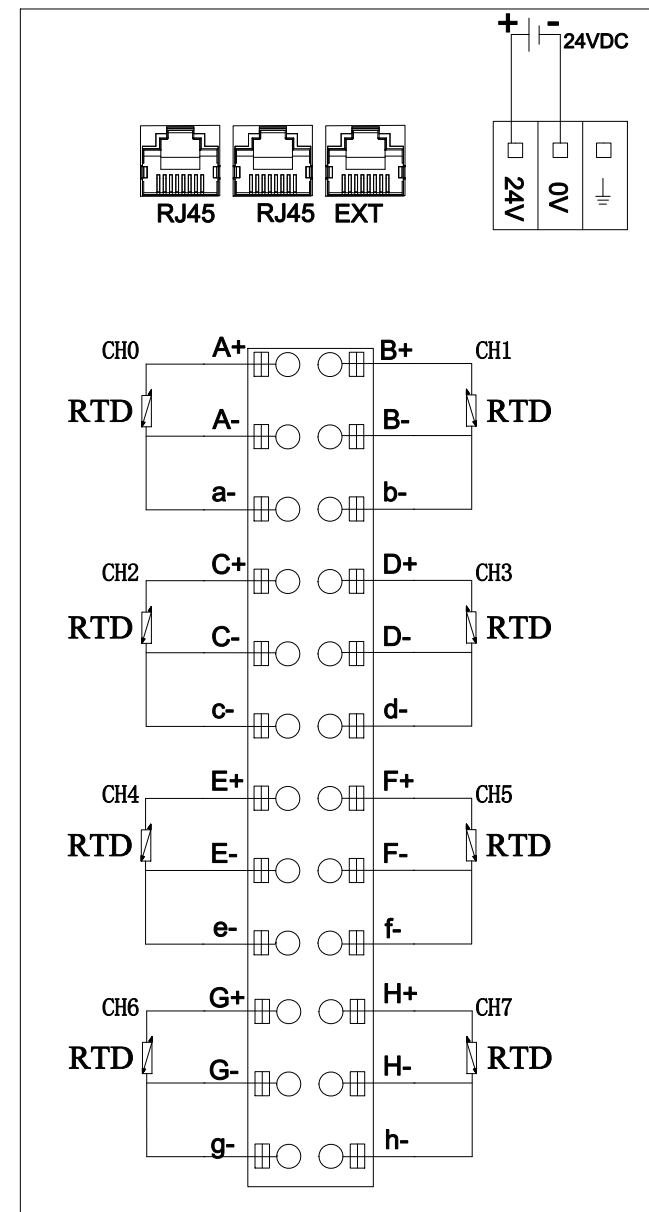 + - 24VDC
RJ45 RJ45 EXT
24V 0V ⏚
CH0 A+ B+ CH1
RTD RTD
A- B-
a- b-
CH2 C+ D+ CH3
RTD RTD
C- D-
c- d-
CH4 E+ F+ CH5
RTD RTD
E- F-
e- f-
CH6 G+ H+ CH7
RTD RTD
G- H-
g- h-